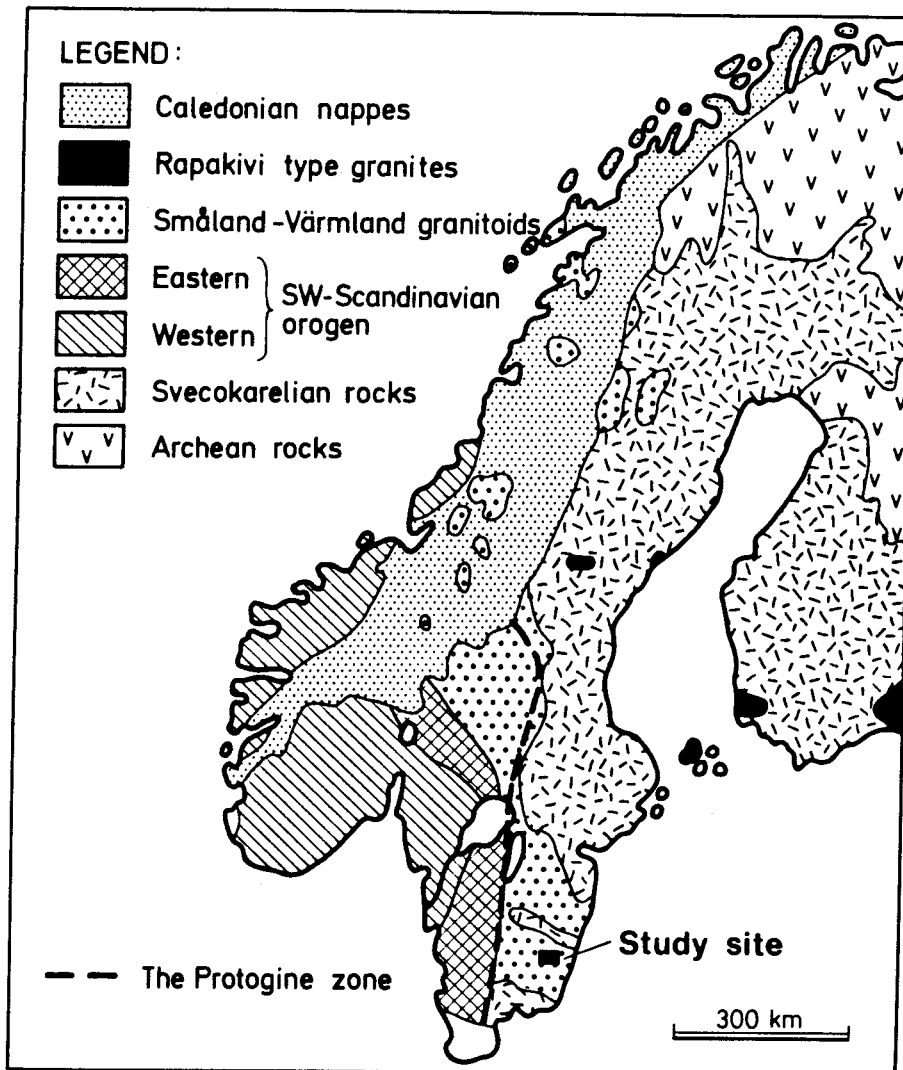 LEGEND:
Caledonian nappes
Rapakivi type granites
Småland-Värmland granitoids
Eastern
SW-Scandinavian
orogen
Western
Svecokarelian rocks
Archean rocks
Study site
The Protogine zone
300 km